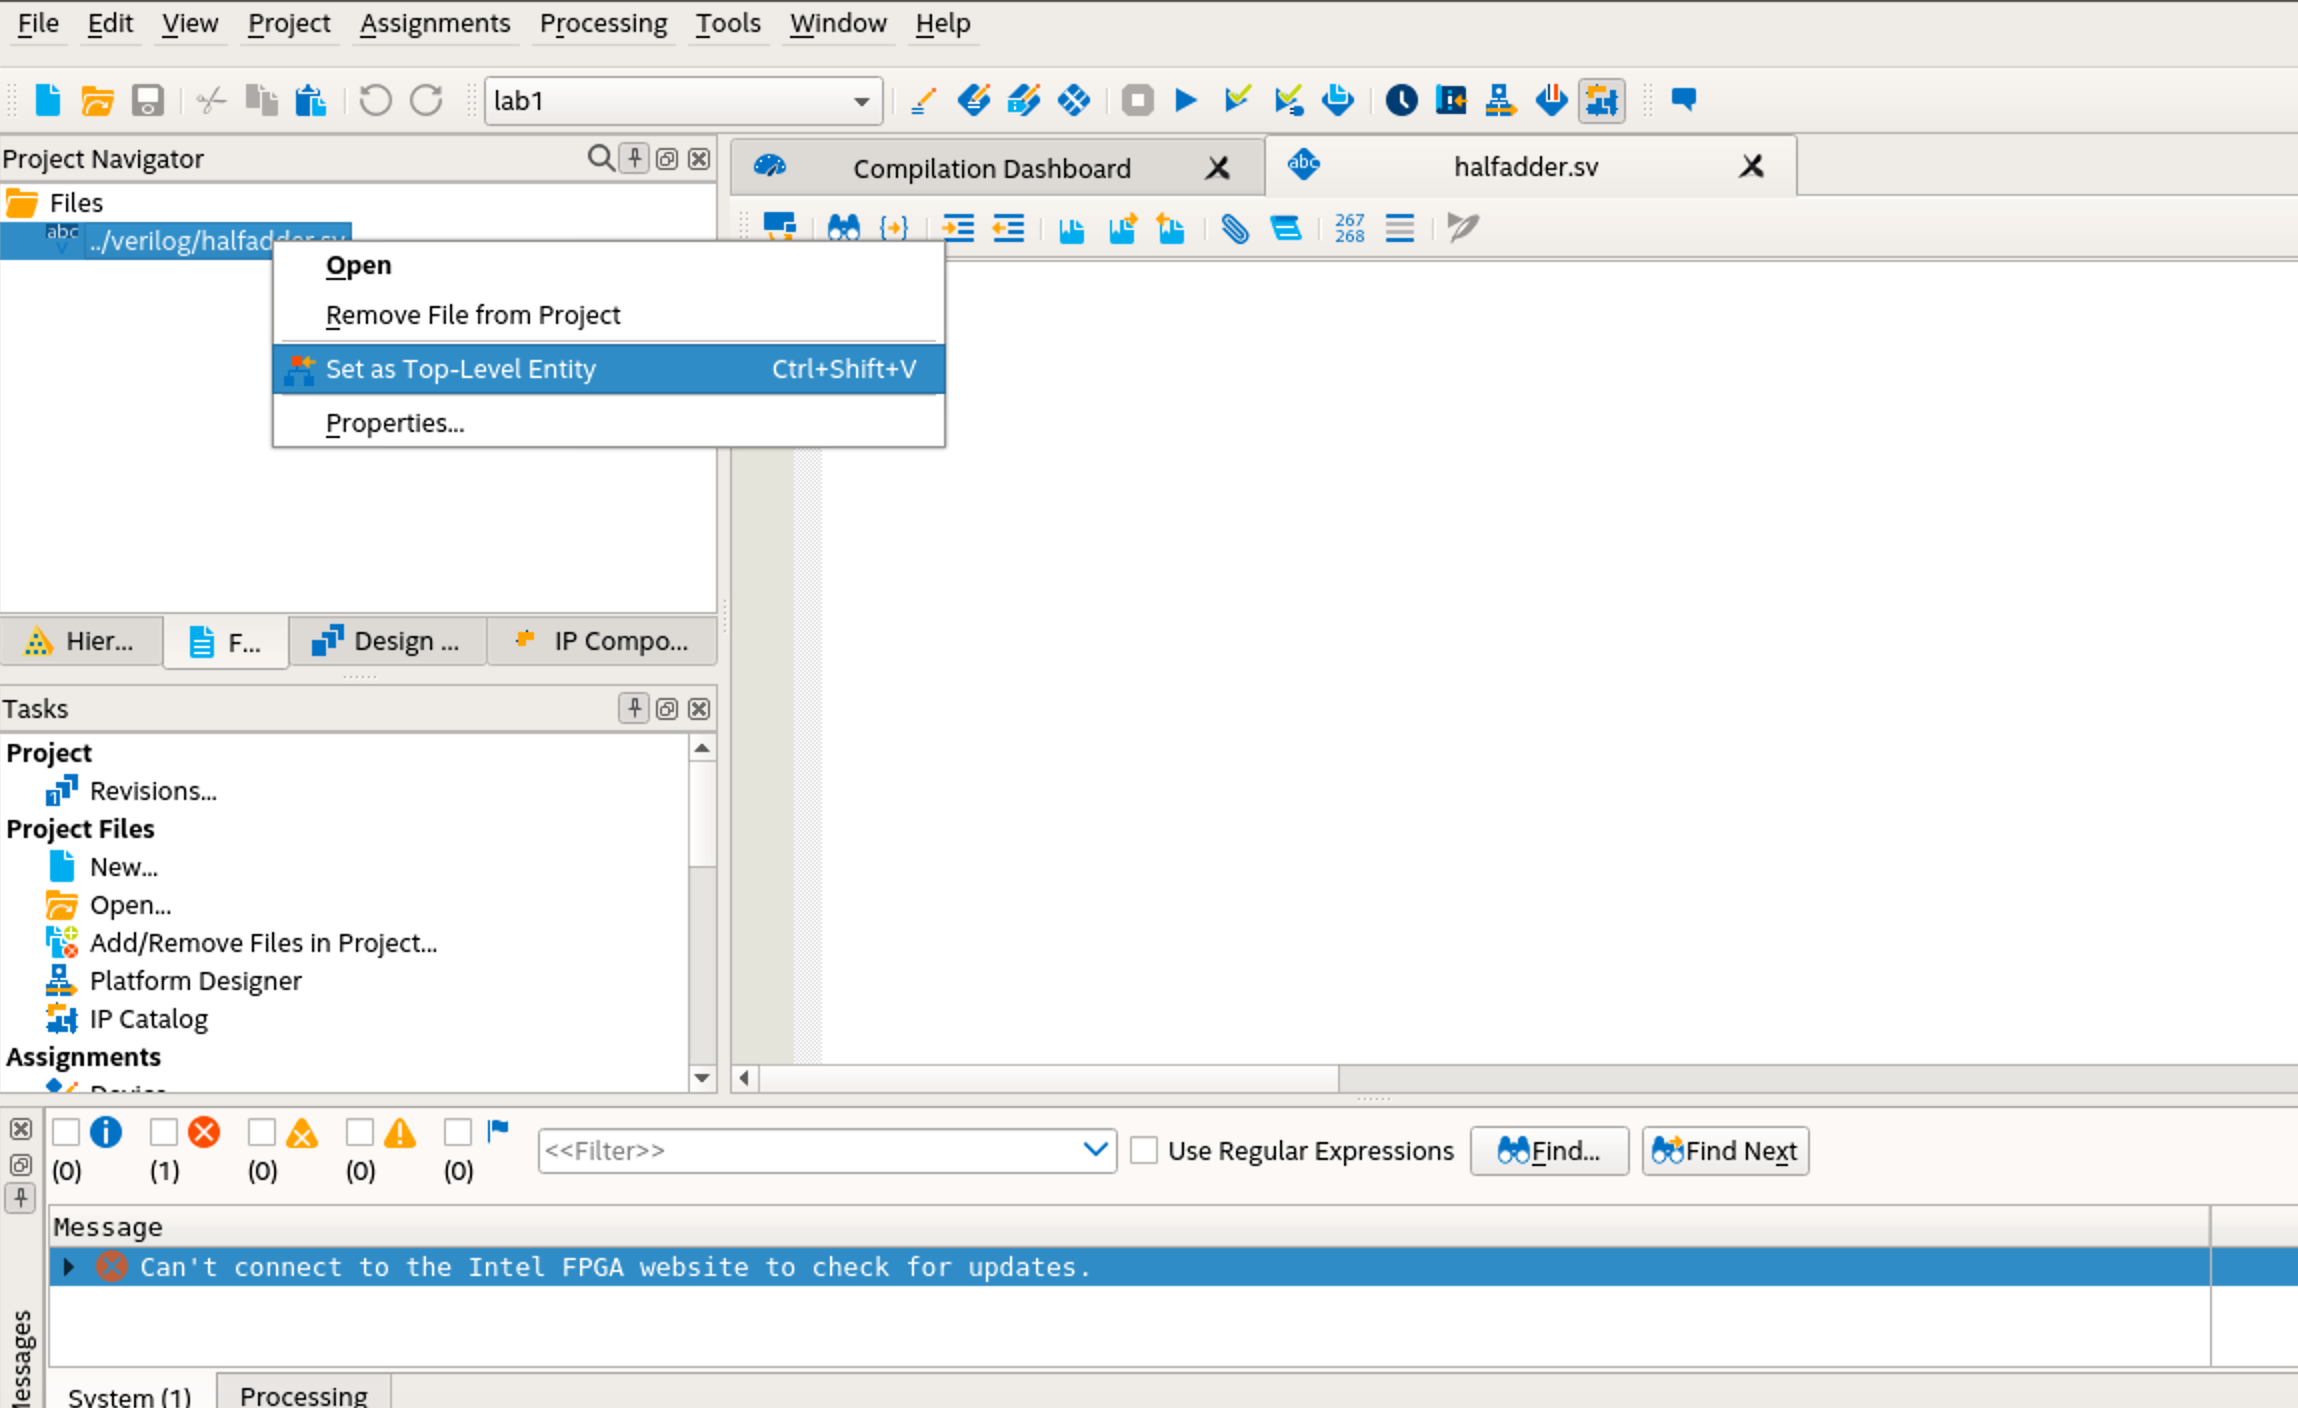 File Edit View Project Assignments Processing Tools Window Help
lab1
Project Navigator
Compilation Dashboard
halfadder.sv
Files
abc
267
268
abc
../verilog/halfadder.sv
Open
Remove File from Project
Set as Top-Level Entity Ctrl+Shift+V
Properties...
Hier...
F...
Design ...
IP Compo...
Tasks
Project
Revisions...
Project Files
New...
Open...
Add/Remove Files in Project...
Platform Designer
IP Catalog
Assignments
(0) (1) (0) (0) (0)
<<Filter>>
Use Regular Expressions
Find...
Find Next
Message
Can't connect to the Intel FPGA website to check for updates.
System (1)
Processing